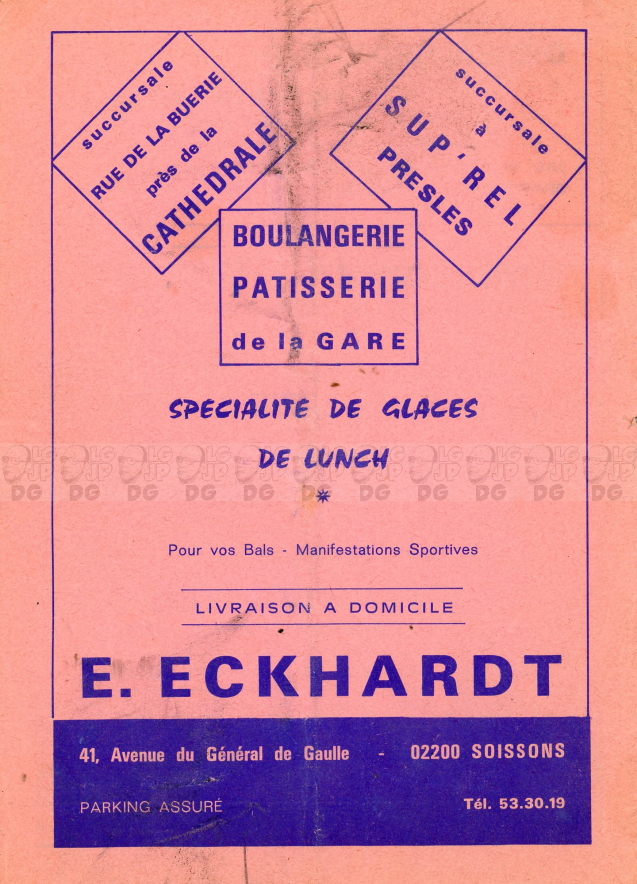 succursale
RUE DE LA BUERIE
près de la
CATHEDRALE
succursale
à
SUP'REL
PRESLES
BOULANGERIE
PATISSERIE
de la GARE
SPECIALITE DE GLACES
DE LUNCH
*
Pour vos Bals - Manifestations Sportives
LIVRAISON A DOMICILE
E. ECKHARDT
41, Avenue du Général de Gaulle - 02200 SOISSONS
PARKING ASSURÉ Tél. 53.30.19